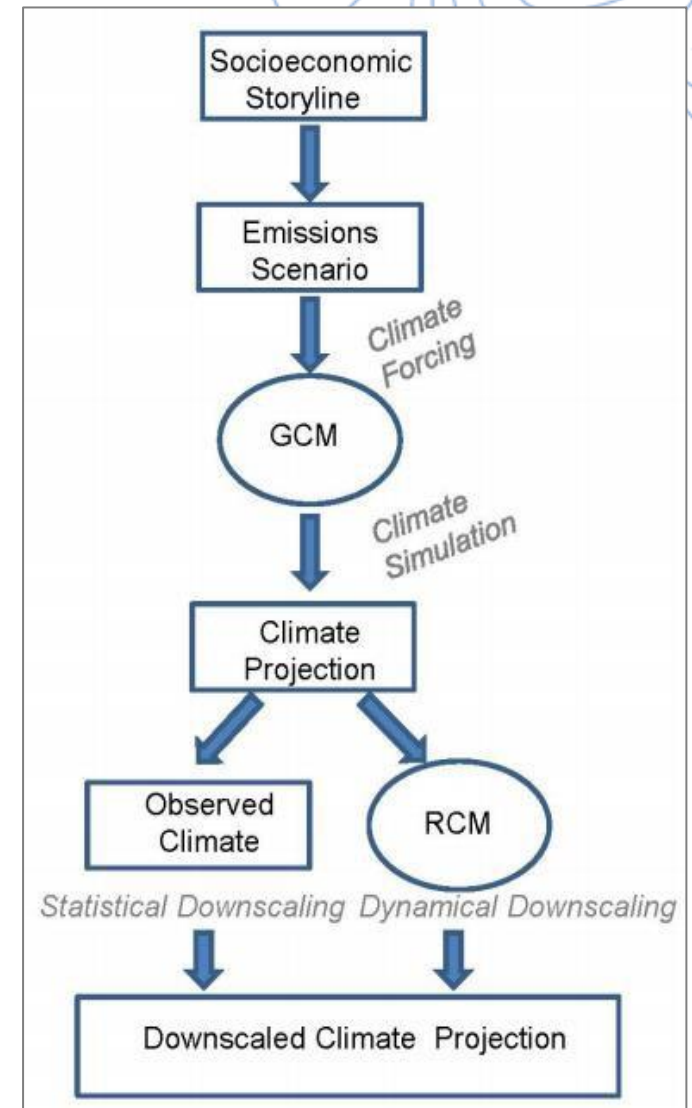 Socioeconomic
Storyline
Emissions
Scenario
Climate
Forcing
GCM
Climate
Simulation
Climate
Projection
Observed
Climate
RCM
Statistical Downscaling
Dynamical Downscaling
Downscaled Climate Projection